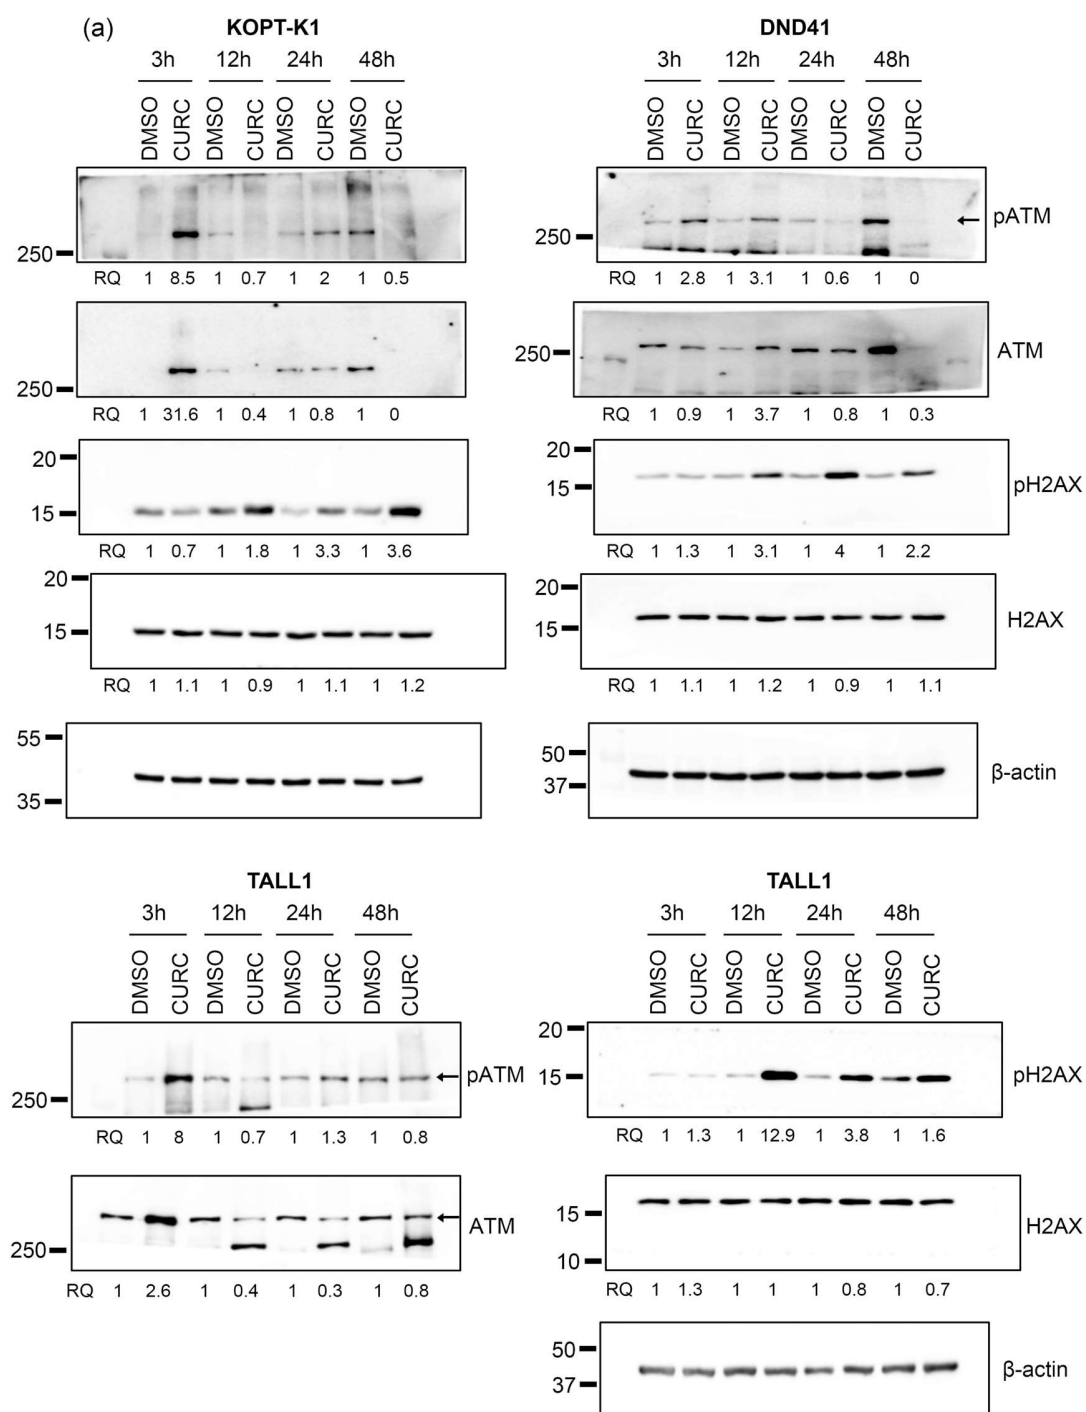 (a)
KOPT-K1
3h 12h 24h 48h
DMSO CURC DMSO CURC DMSO CURC DMSO CURC
250
RQ 1 8.5 1 0.7 1 2 1 0.5
250
RQ 1 31.6 1 0.4 1 0.8 1 0
20
15
RQ 1 0.7 1 1.8 1 3.3 1 3.6
20
15
RQ 1 1.1 1 0.9 1 1.1 1 1.2
55
35
DND41
3h 12h 24h 48h
DMSO CURC DMSO CURC DMSO CURC DMSO CURC
pATM
250
RQ 1 2.8 1 3.1 1 0.6 1 0
250 ATM
RQ 1 0.9 1 3.7 1 0.8 1 0.3
20
15 pH2AX
RQ 1 1.3 1 3.1 1 4 1 2.2
20
15 H2AX
RQ 1 1.1 1 1.2 1 0.9 1 1.1
50
37 β-actin
TALL1
3h 12h 24h 48h
DMSO CURC DMSO CURC DMSO CURC DMSO CURC
pATM
250
RQ 1 8 1 0.7 1 1.3 1 0.8
ATM
250
RQ 1 2.6 1 0.4 1 0.3 1 0.8
TALL1
3h 12h 24h 48h
DMSO CURC DMSO CURC DMSO CURC DMSO CURC
20
15 pH2AX
RQ 1 1.3 1 12.9 1 3.8 1 1.6
15 H2AX
10
RQ 1 1.3 1 1 1 0.8 1 0.7
50
37 β-actin